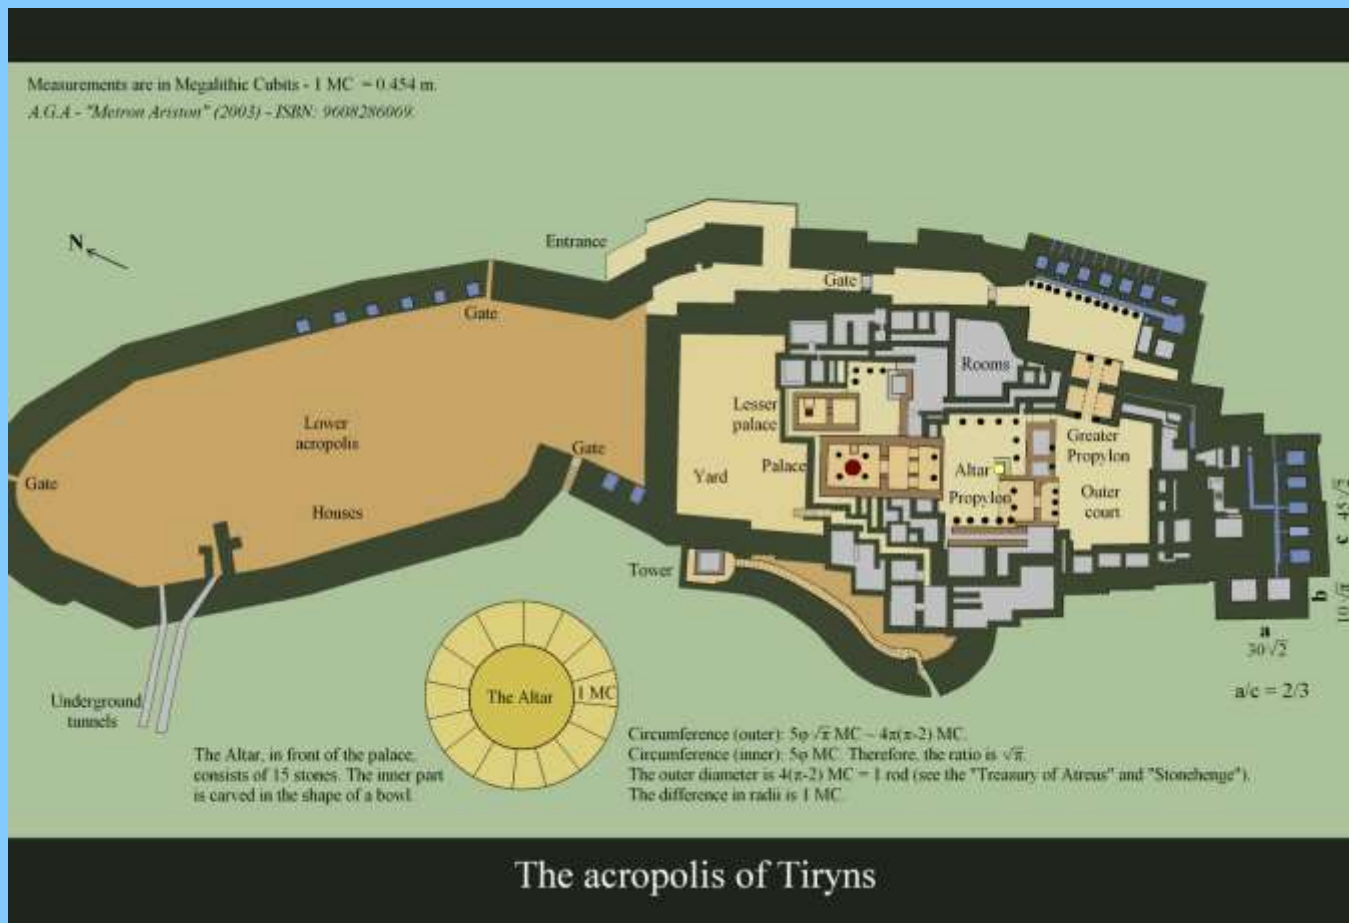 Measurements are in Megalithic Cubits - 1 MC = 0.454 m.
A.G.A - "Metron Ariston" (2003) - ISBN: 9608286069.
N
Entrance
Gate
Gate
Rooms
Lesser
palace
Lower
acropolis
Gate
Greater
Propylon
Palace
Altar
Yard
Propylon
Outer
court
Gate
Houses
c 45√2
Tower
b
10√π
a
30√2
a/c = 2/3
The Altar
1 MC
Underground
tunnels
The Altar, in front of the palace,
consists of 15 stones. The inner part
is carved in the shape of a bowl.
Circumference (outer): 5φ√π MC ~ 4π(π-2) MC.
Circumference (inner): 5φ MC. Therefore, the ratio is √π.
The outer diameter is 4(π-2) MC = 1 rod (see the "Treasury of Atreus" and "Stonehenge").
The difference in radii is 1 MC.
The acropolis of Tiryns